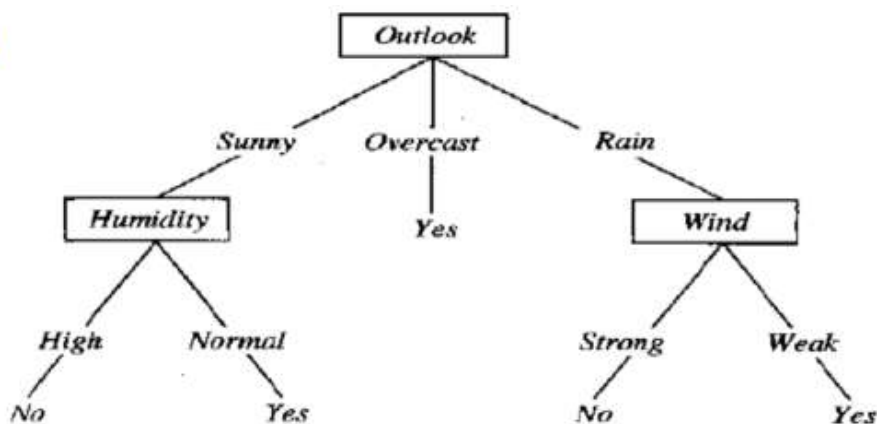 Outlook
Sunny Overcast Rain
Humidity Yes Wind
High Normal Strong Weak
No Yes No Yes